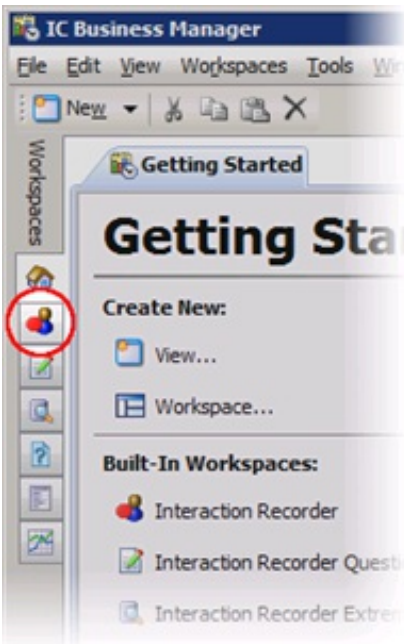 IC Business Manager
File Edit View Workspaces Tools
New
Workspaces
Getting Started
Getting Sta
Create New:
View...
Workspace...
Built-In Workspaces:
Interaction Recorder
Interaction Recorder Questi
Interaction Recorder Extrem